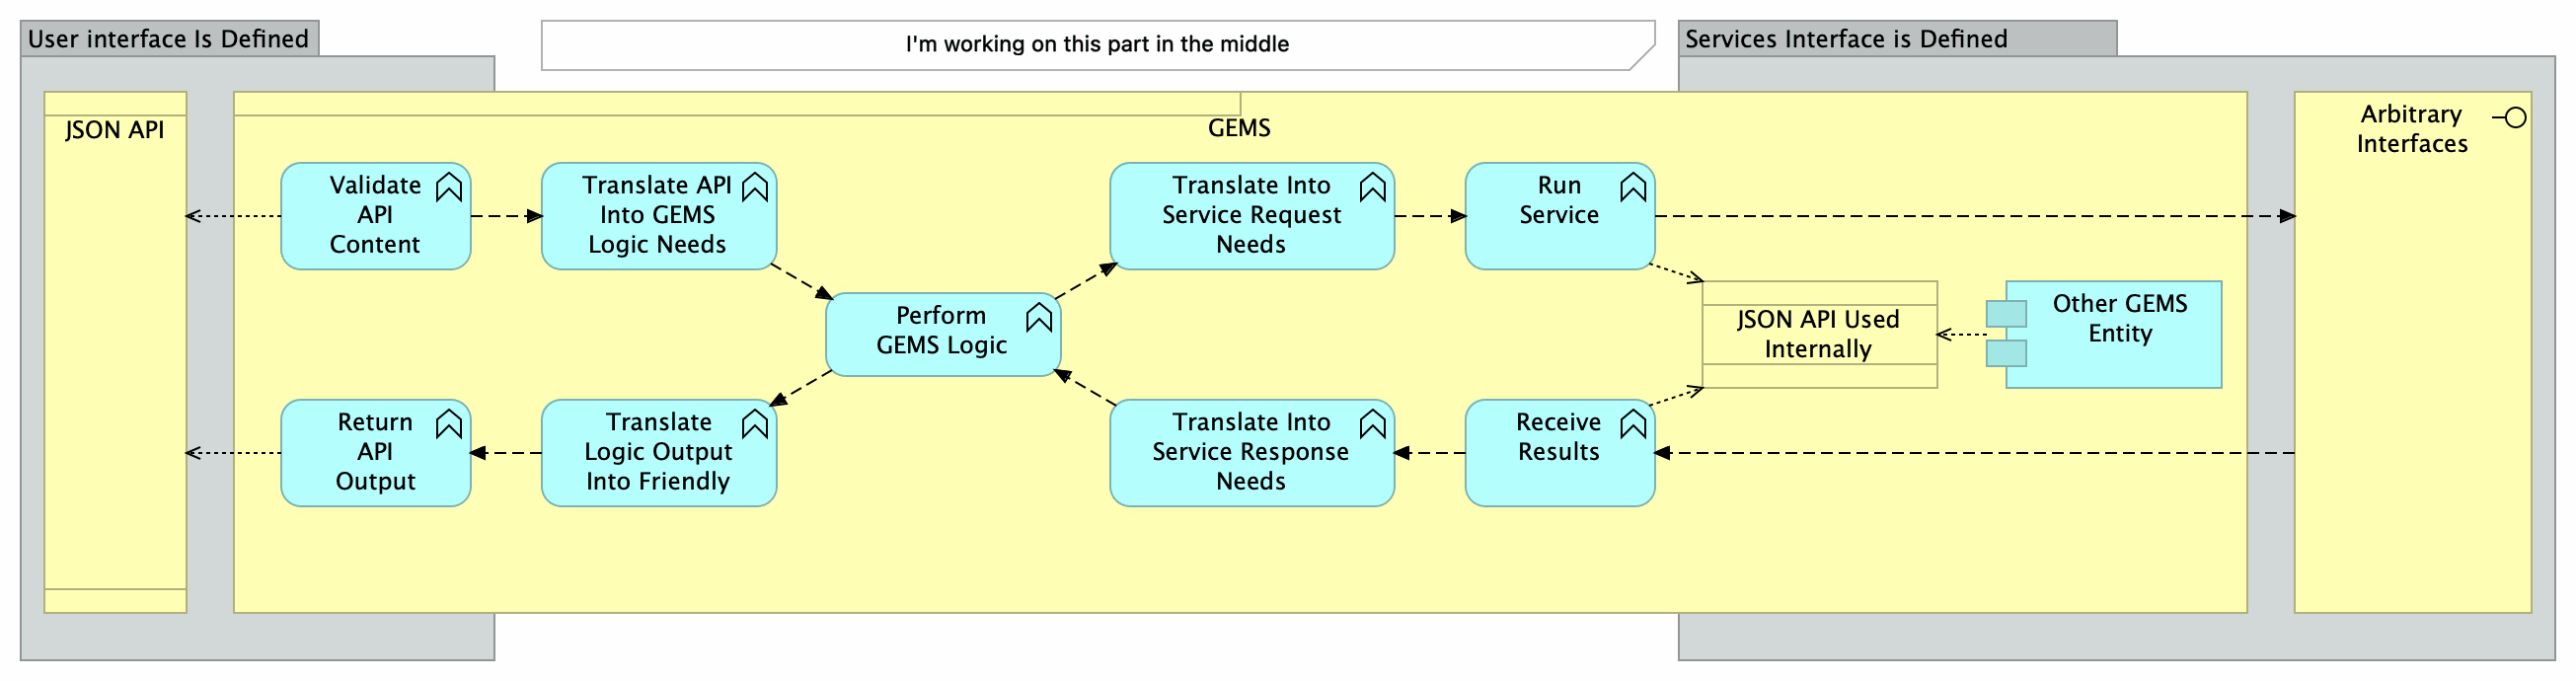 User interface Is Defined
I'm working on this part in the middle
Services Interface is Defined
JSON API
GEMS
Arbitrary
Interfaces
Validate
API
Content
Translate API
Into GEMS
Logic Needs
Translate Into
Service Request
Needs
Run
Service
Perform
GEMS Logic
JSON API Used
Internally
Other GEMS
Entity
Return
API
Output
Translate
Logic Output
Into Friendly
Translate Into
Service Response
Needs
Receive
Results